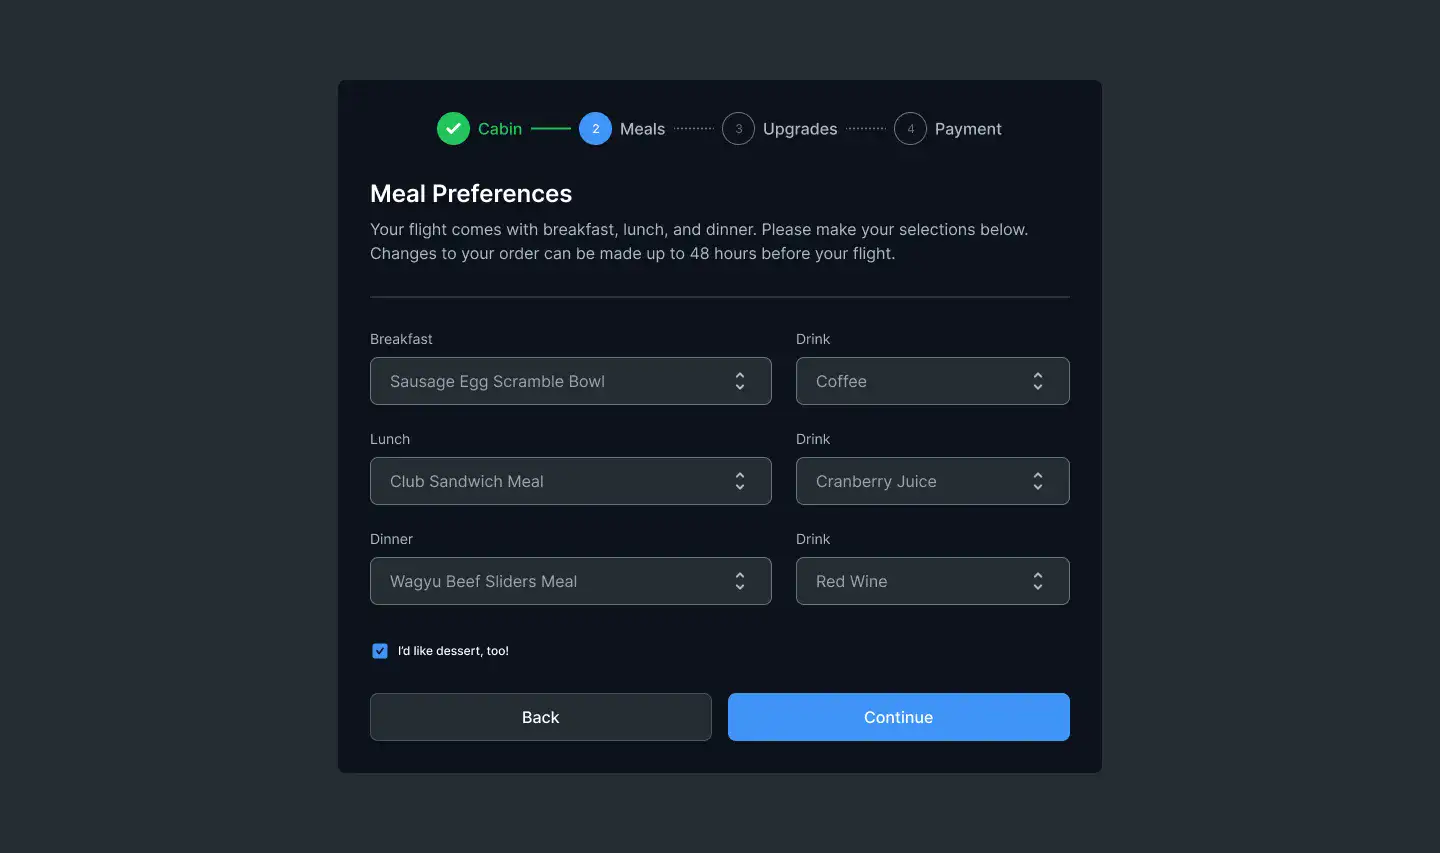 Cabin 2 Meals 3 Upgrades 4 Payment
Meal Preferences
Your flight comes with breakfast, lunch, and dinner. Please make your selections below.
Changes to your order can be made up to 48 hours before your flight.
Breakfast Drink
Sausage Egg Scramble Bowl Coffee
Lunch Drink
Club Sandwich Meal Cranberry Juice
Dinner Drink
Wagyu Beef Sliders Meal Red Wine
I’d like dessert, too!
Back Continue